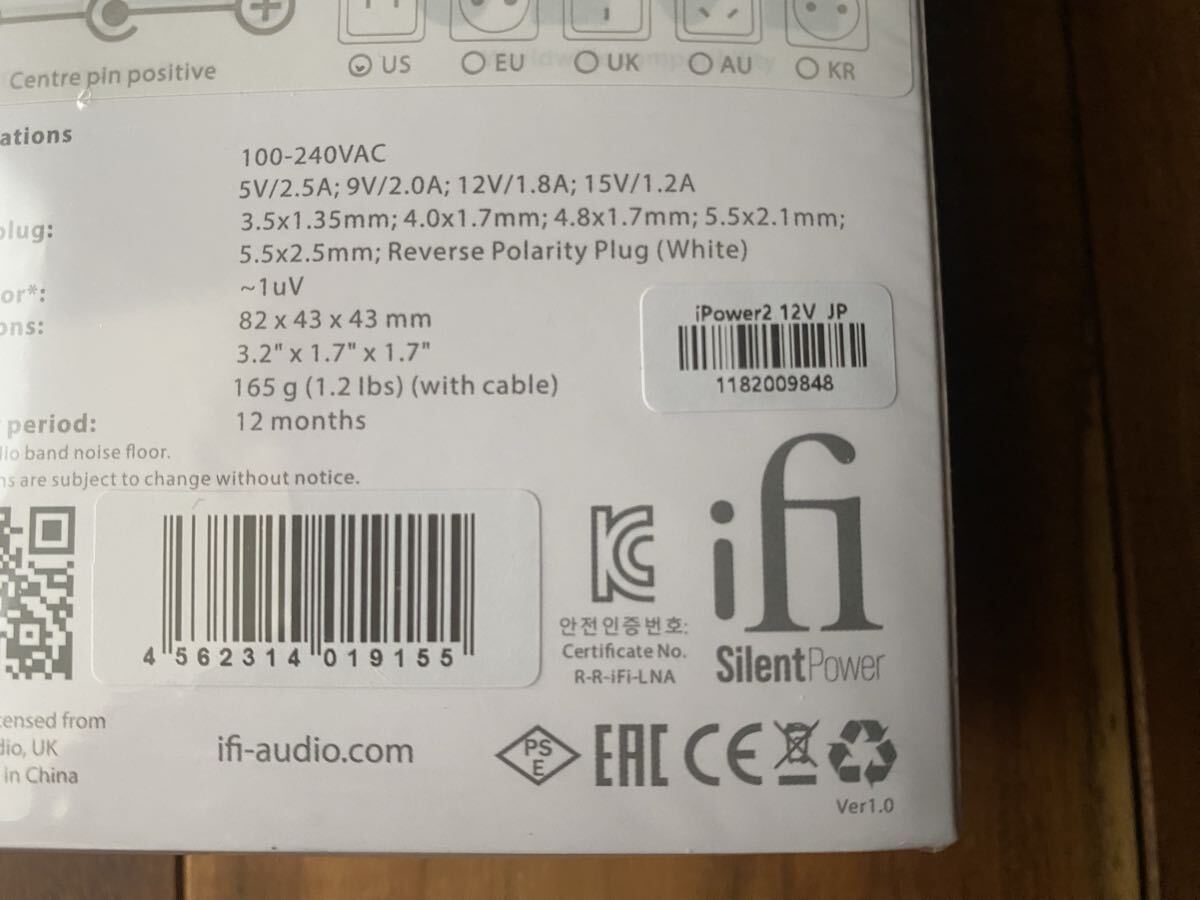 Centre pin positive
US EU UK AU KR
ations
100-240VAC
5V/2.5A; 9V/2.0A; 12V/1.8A; 15V/1.2A
plug:
3.5x1.35mm; 4.0x1.7mm; 4.8x1.7mm; 5.5x2.1mm;
5.5x2.5mm; Reverse Polarity Plug (White)
or*:
~1uV
ons:
82 x 43 x 43 mm
3.2" x 1.7" x 1.7"
165 g (1.2 lbs) (with cable)
period:
12 months
io band noise floor.
ns are subject to change without notice.
iPower2 12V JP
1182009848
4 562314 019155
KC
안전인증번호:
Certificate No.
R-R-iFi-LNA
ifi
SilentPower
ensed from
dio, UK
in China
ifi-audio.com
PS
E
EAC
CE
Ver1.0